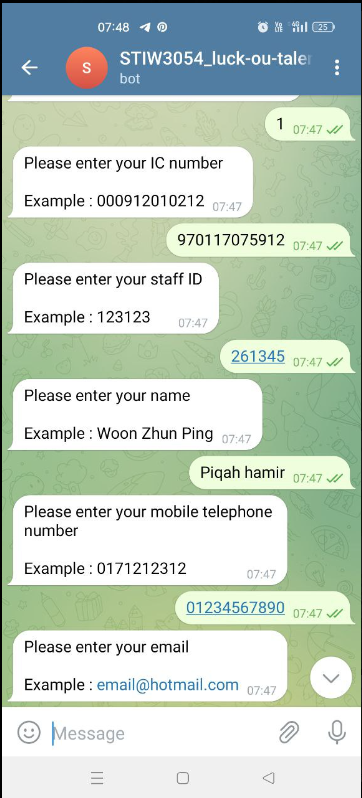 07:48
25
S
STIW3054_luck-ou-taler
bot
1 07:47
Please enter your IC number
Example : 000912010212 07:47
970117075912 07:47
Please enter your staff ID
Example : 123123 07:47
261345 07:47
Please enter your name
Example : Woon Zhun Ping 07:47
Piqah hamir 07:47
Please enter your mobile telephone
number
Example : 0171212312 07:47
01234567890 07:47
Please enter your email
Example : email@hotmail.com 07:47
Message